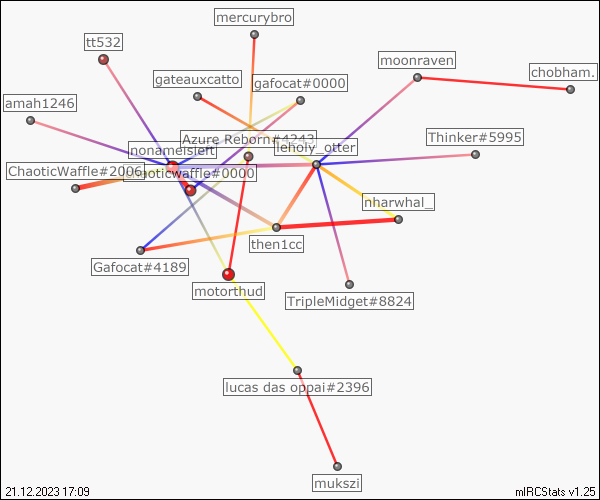 mercurybro
tt532
moonraven
chobham.
gateauxcatto
gafocat#0000
amah1246
Azure Reborn#4243
Thinker#5995
nonameisleft
leholy_otter
ChaoticWaffle#2006
chaoticwaffle#0000
nharwhal_
then1cc
Gafocat#4189
motorthud
TripleMidget#8824
lucas das oppai#2396
mukszi
21.12.2023 17:09
mIRCStats v1.25